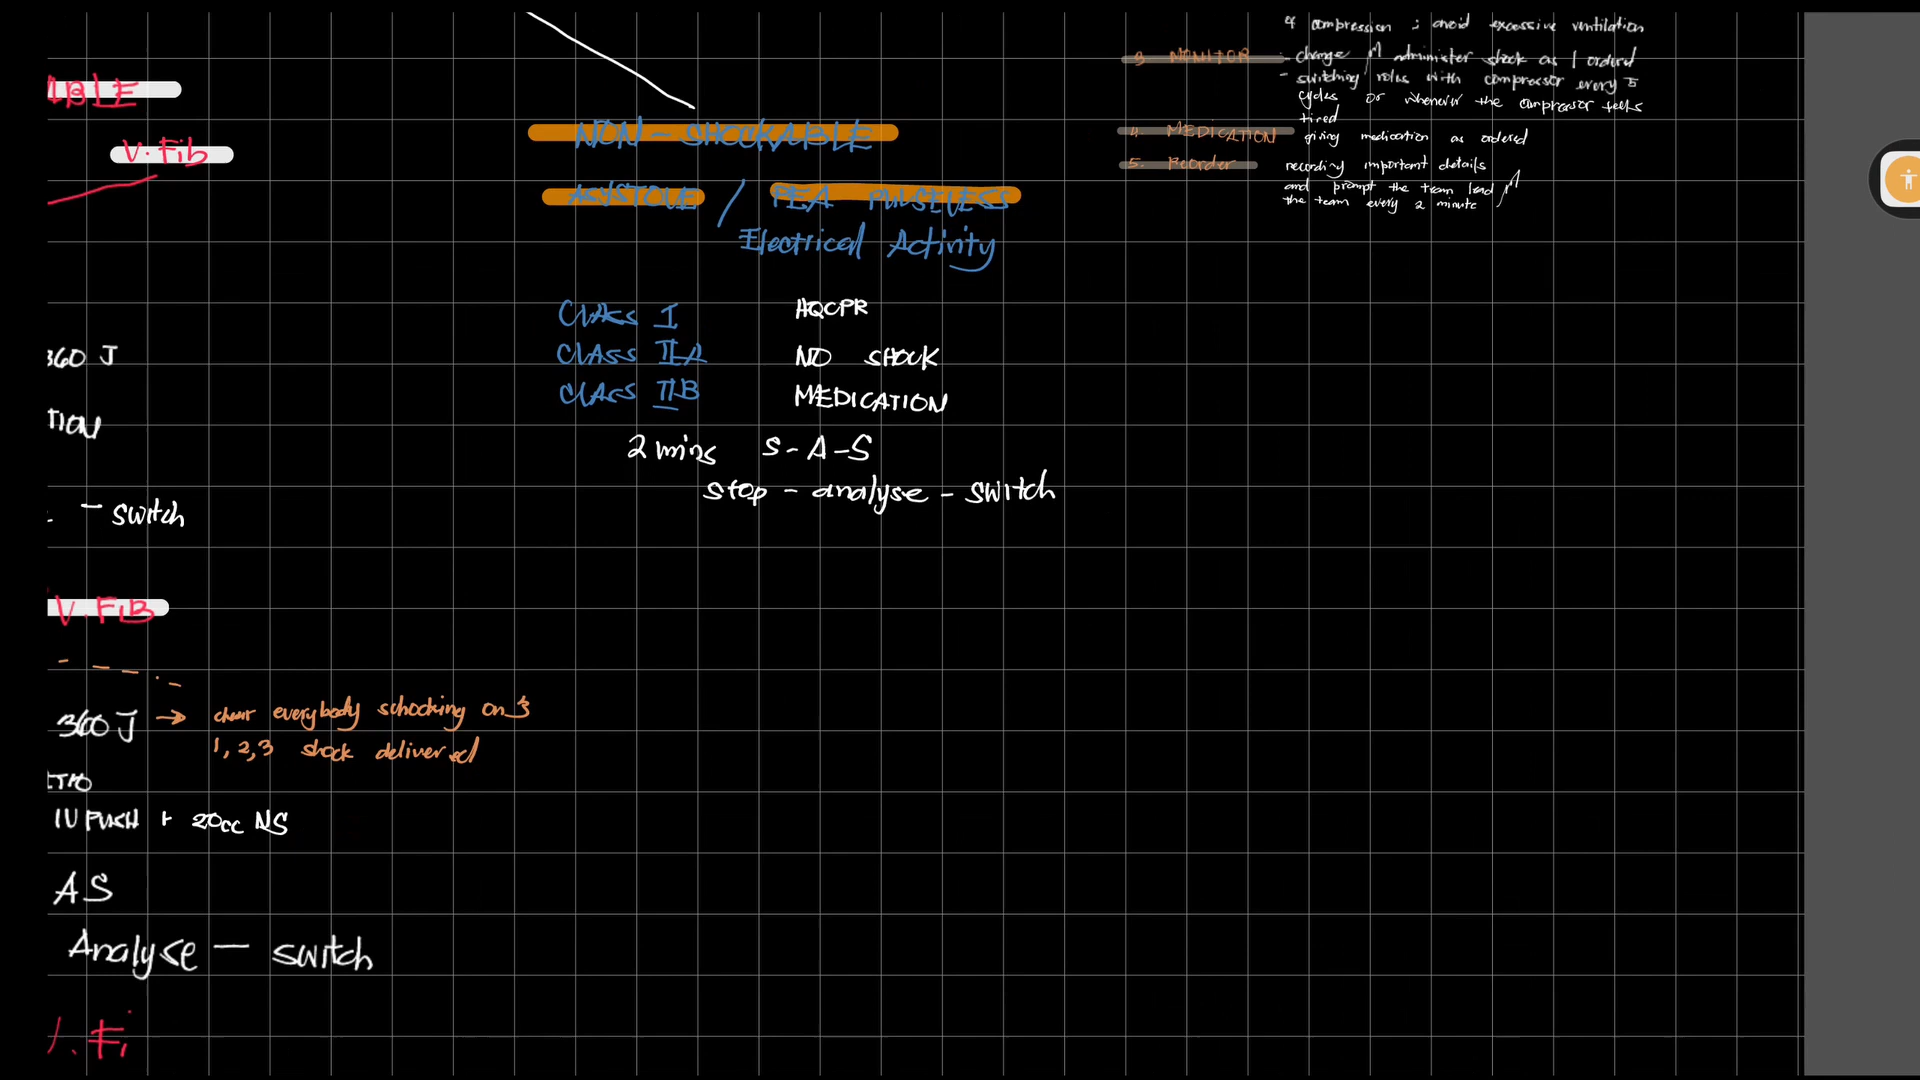 IBLE
V. Fib
360 J
TION
- switch
V. FIB
360 J → clear everybody schocking on 3
1, 2, 3 shock delivered
IV PUSH + 20cc NS
AS
Analyse — switch
. Fi
NON - SHOCKABLE
ASYSTOLE / PEA PULSELESS
Electrical Activity
CLASS I HQCPR
CLASS IIA NO SHOCK
CLASS IIB MEDICATION
2 mins S - A - S
stop - analyse - switch
compression ; avoid excessive ventilation
3 MONITOR - charge administer shock as ordered
- switching roles with compressor every 5
cycles or whenever the compressor feels
tired
4. MEDICATION giving medication as ordered
5. Recorder recording important details
and prompt the team lead
the team every 2 minute